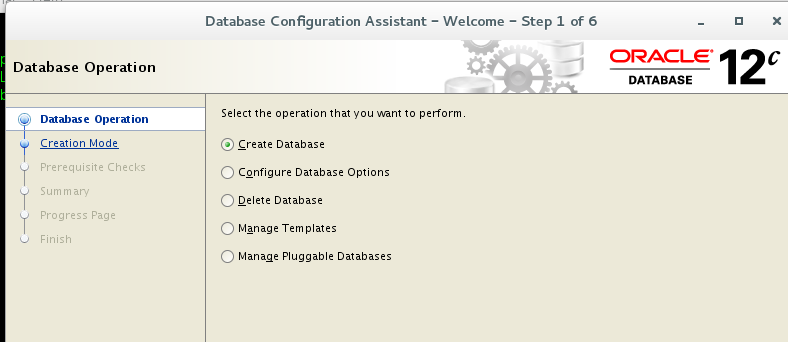 Database Configuration Assistant – Welcome – Step 1 of 6
Database Operation
ORACLE
DATABASE
12c
Database Operation
Creation Mode
Prerequisite Checks
Summary
Progress Page
Finish
Select the operation that you want to perform.
Create Database
Configure Database Options
Delete Database
Manage Templates
Manage Pluggable Databases